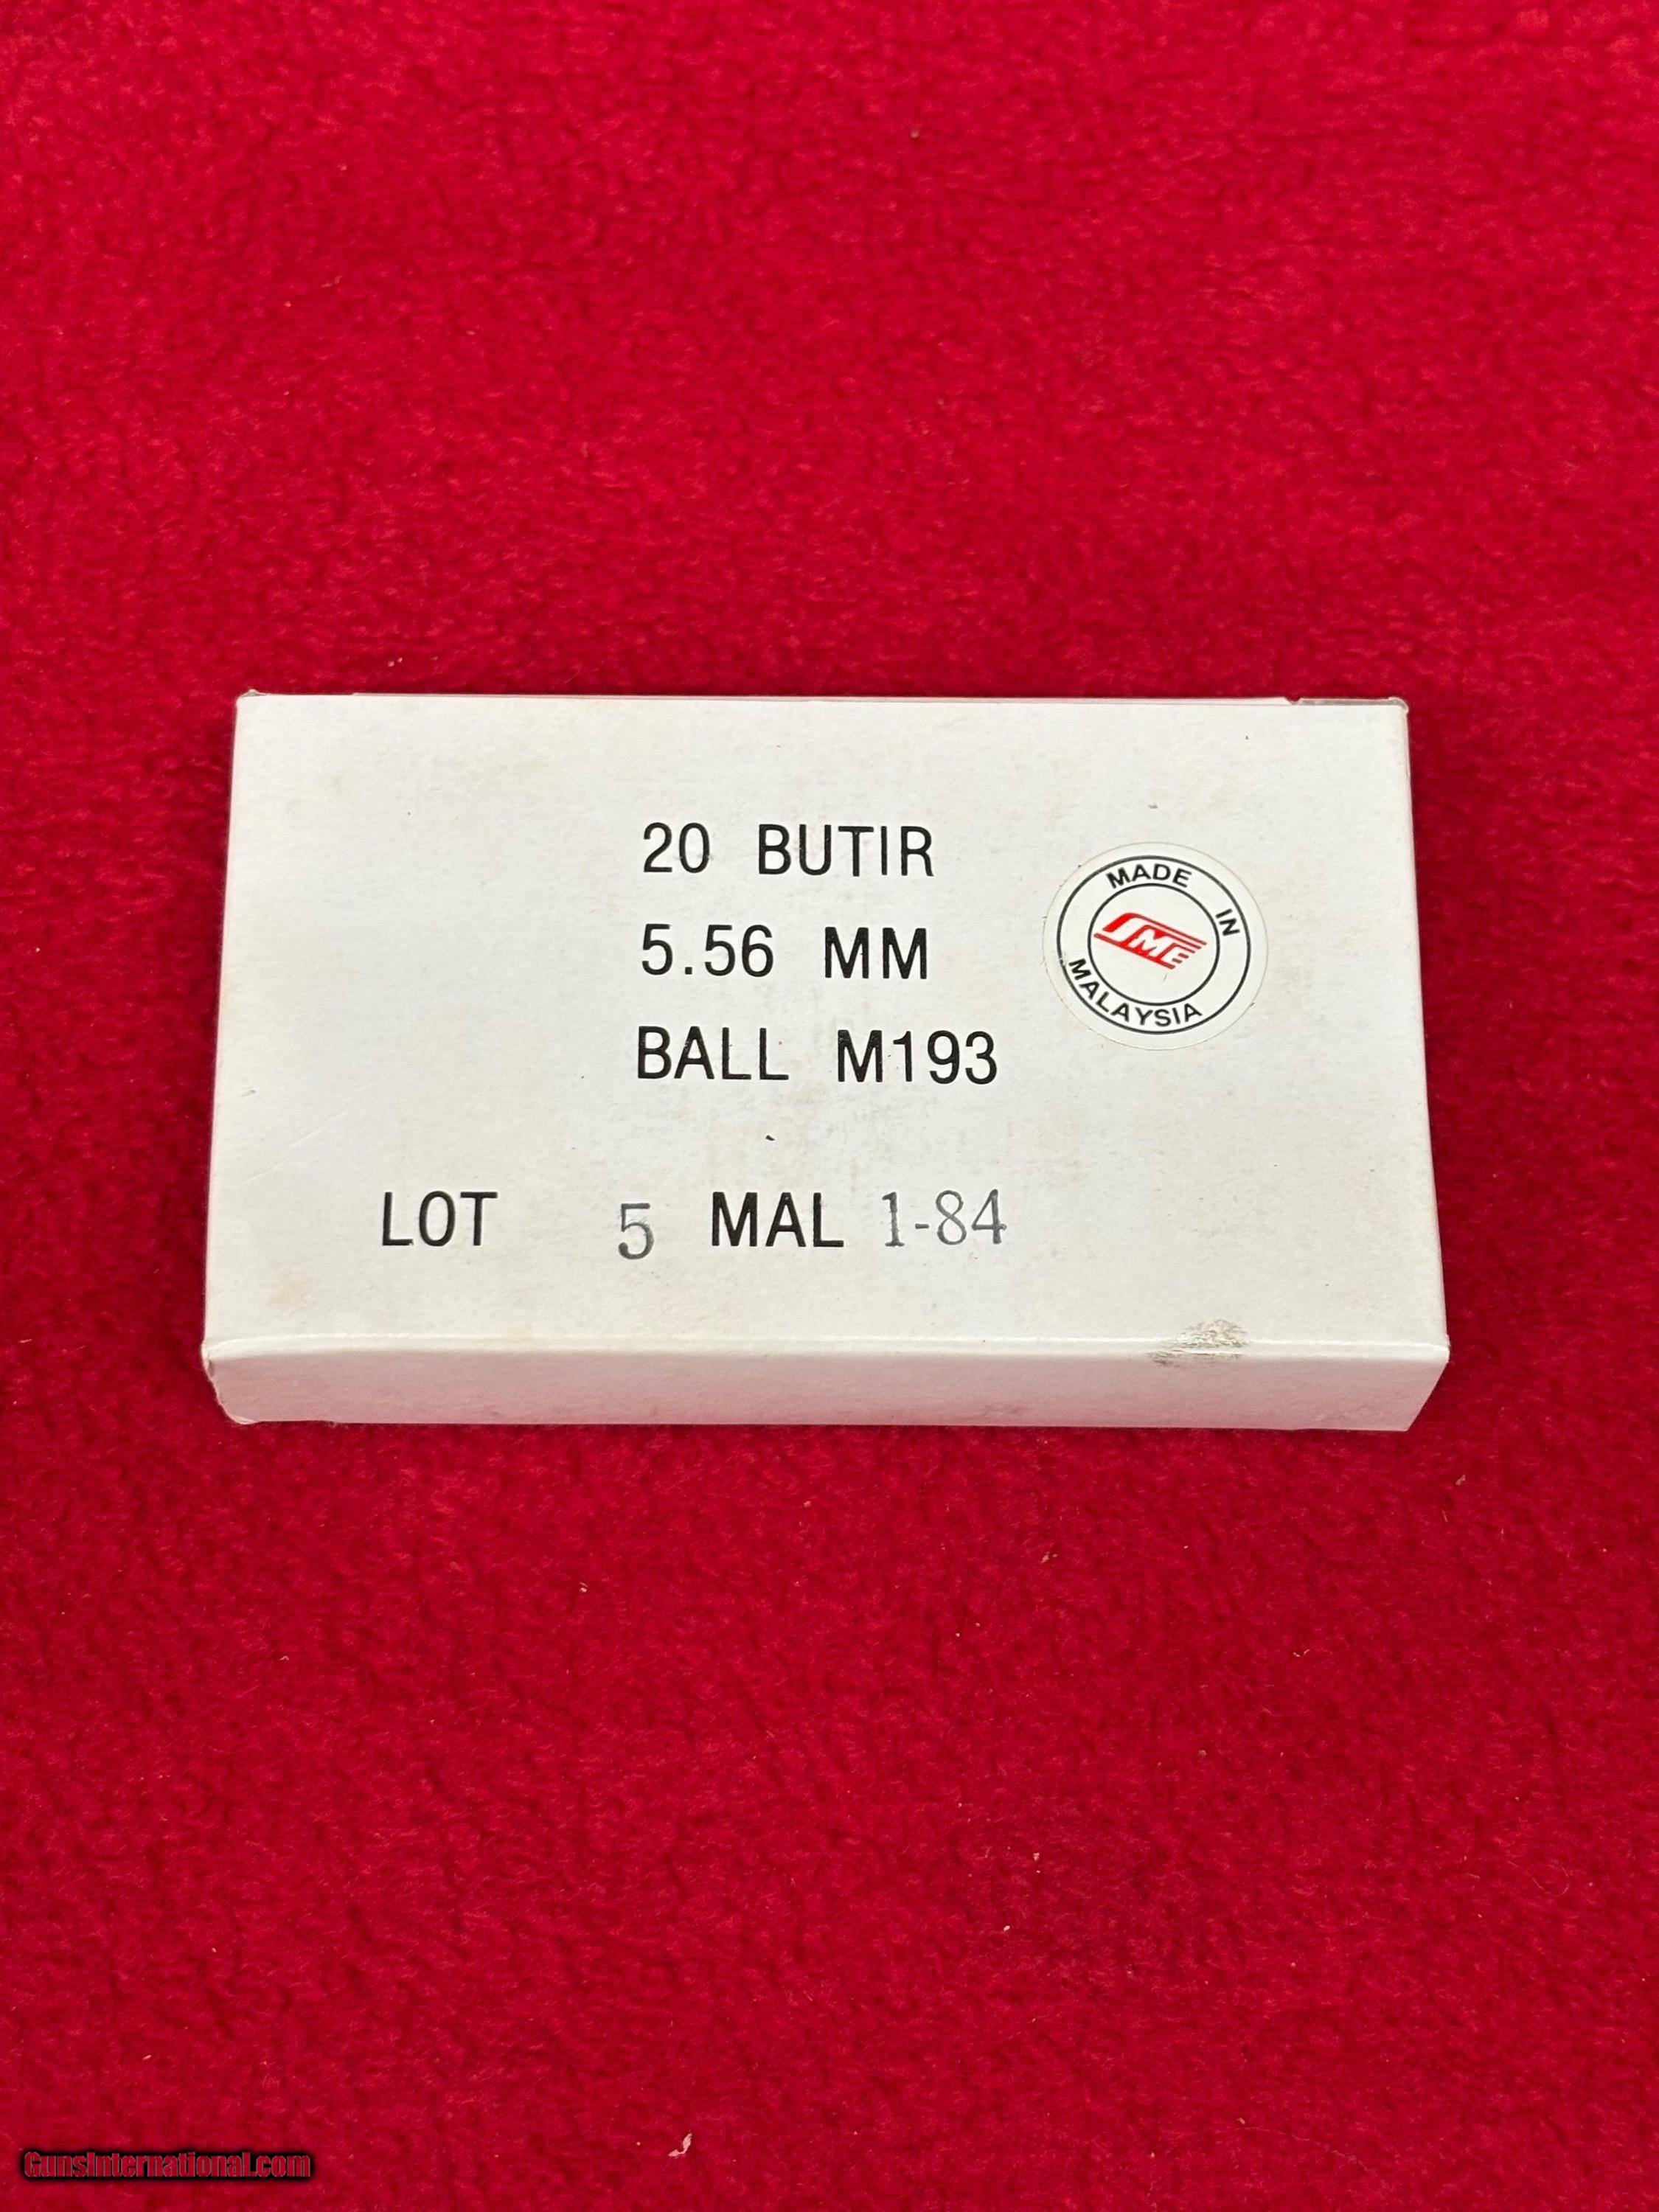 20 BUTIR
5.56 MM
BALL M193
MADE IN MALAYSIA
SME
LOT 5 MAL 1-84
GunsInternational.com